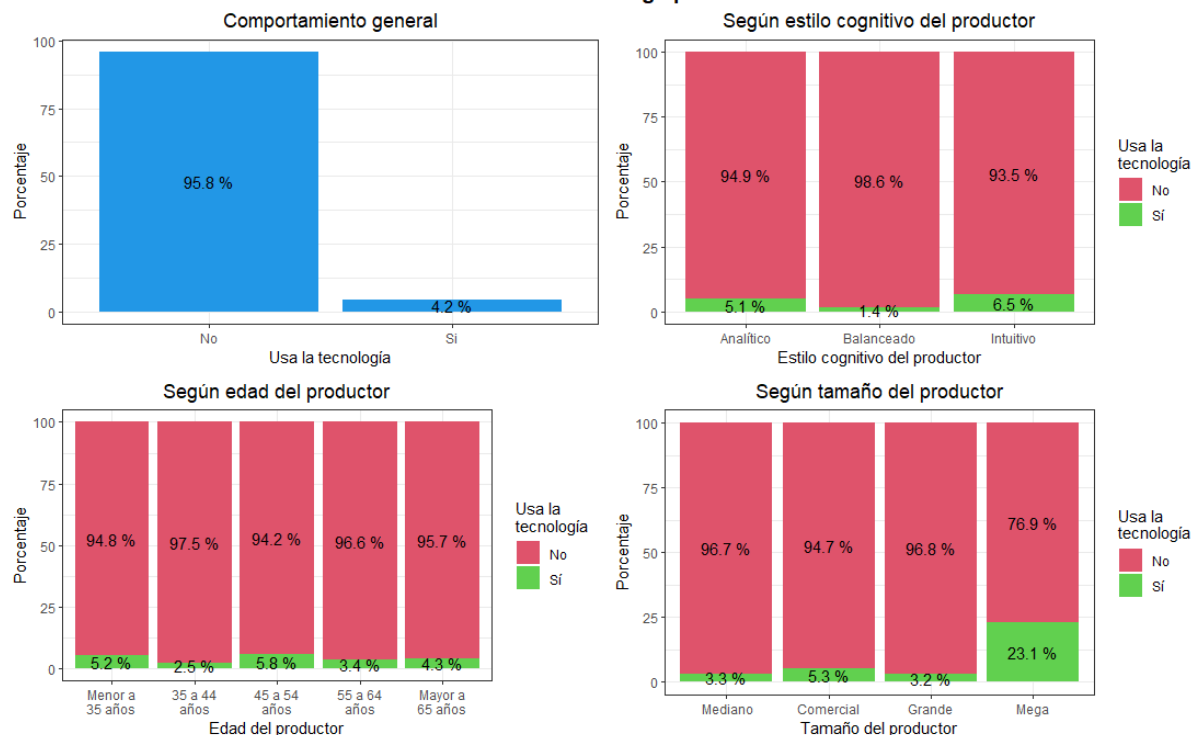 Comportamiento general
100
75
50
25
0
Porcentaje
95.8 %
4.2 %
No
Si
Usa la tecnología
Según estilo cognitivo del productor
100
75
50
25
0
Porcentaje
94.9 %
98.6 %
93.5 %
5.1 %
1.4 %
6.5 %
Analítico
Balanceado
Intuitivo
Estilo cognitivo del productor
Usa la
tecnología
No
Sí
Según edad del productor
100
75
50
25
0
Porcentaje
94.8 %
97.5 %
94.2 %
96.6 %
95.7 %
5.2 %
2.5 %
5.8 %
3.4 %
4.3 %
Menor a
35 años
35 a 44
años
45 a 54
años
55 a 64
años
Mayor a
65 años
Edad del productor
Usa la
tecnología
No
Sí
Según tamaño del productor
100
75
50
25
0
Porcentaje
96.7 %
94.7 %
96.8 %
76.9 %
3.3 %
5.3 %
3.2 %
23.1 %
Mediano
Comercial
Grande
Mega
Tamaño del productor
Usa la
tecnología
No
Sí